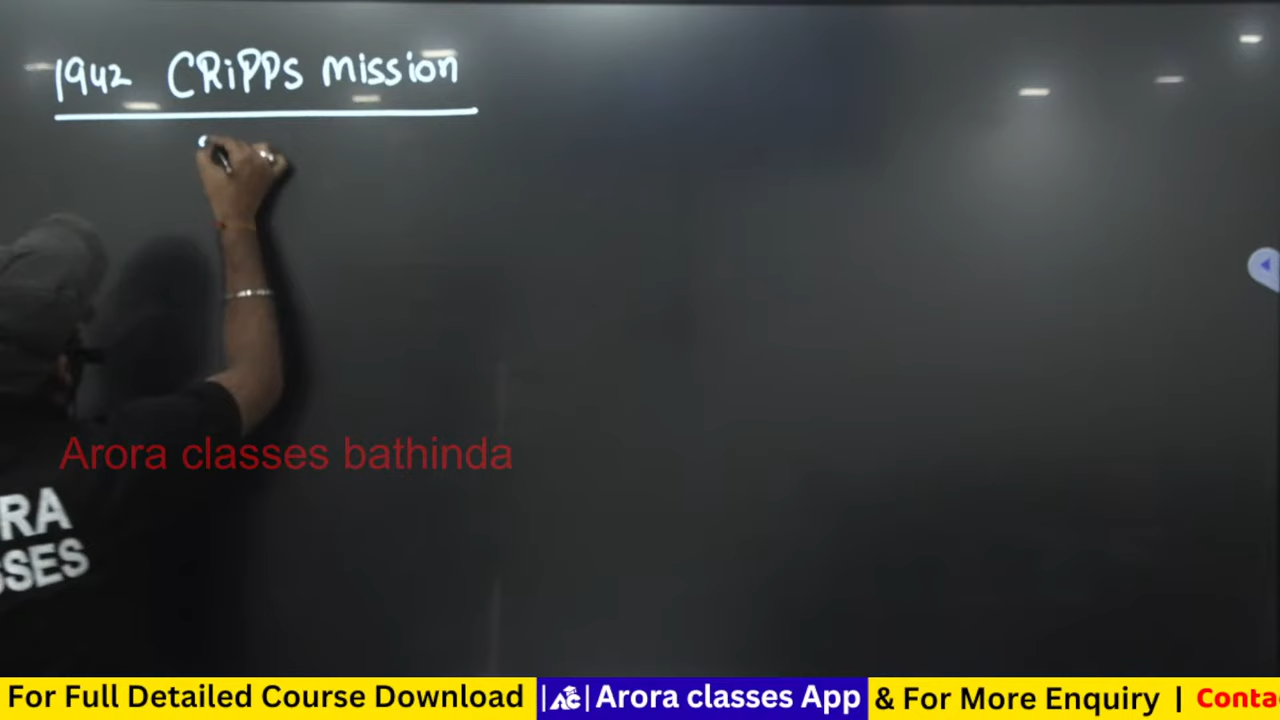 1942 CRiPPs mission
Arora classes bathinda
RA
SSES
For Full Detailed Course Download |AC| Arora classes App & For More Enquiry | Conta